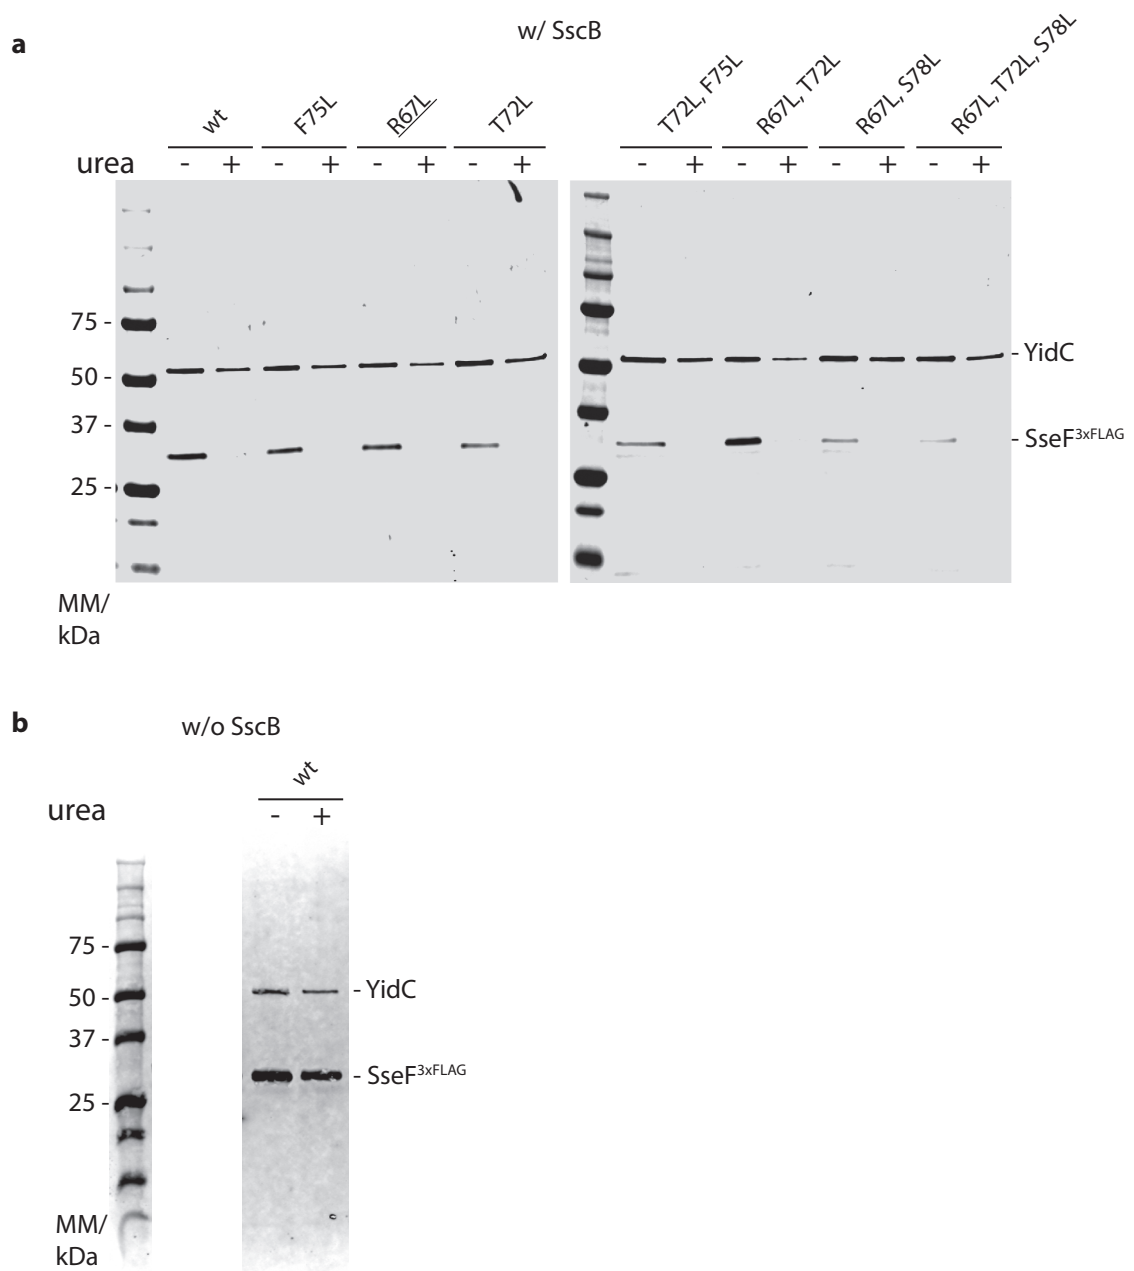 a
w/ SscB
wt F75L R67L T72L T72L, F75L R67L, T72L R67L, S78L R67L, T72L, S78L
urea - + - + - + - + - + - + - + - +
75 -
- YidC
50 -
37 -
- SseF3xFLAG
25 -
MM/
kDa
b
w/o SscB
wt
urea - +
75 -
50 - - YidC
37 -
- SseF3xFLAG
25 -
MM/
kDa